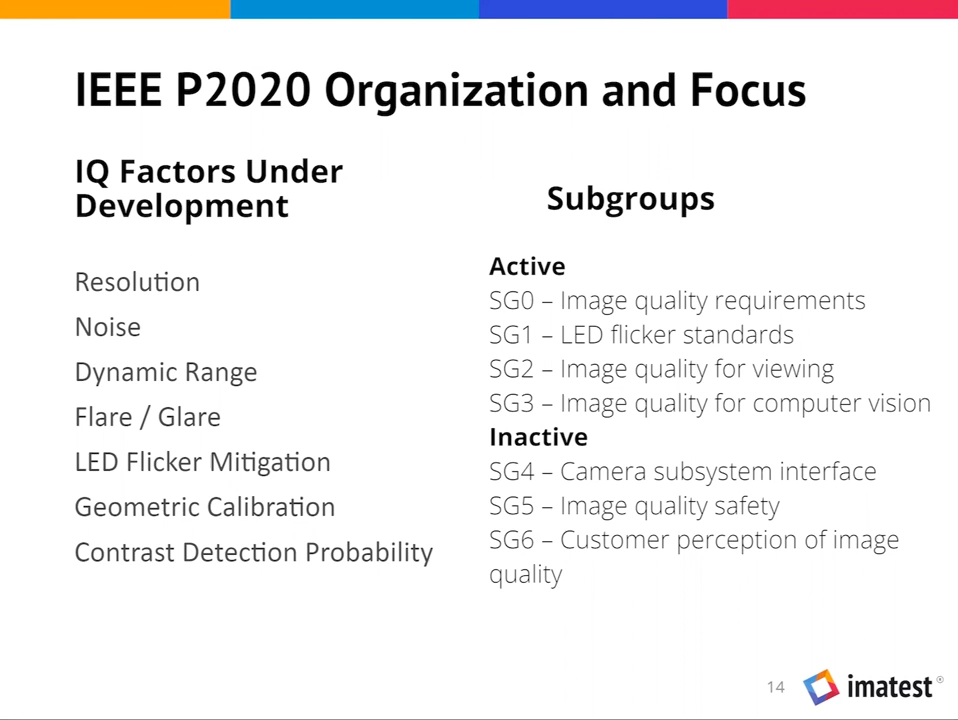 IEEE P2020 Organization and Focus
IQ Factors Under
Development
Resolution
Noise
Dynamic Range
Flare / Glare
LED Flicker Mitigation
Geometric Calibration
Contrast Detection Probability
Subgroups
Active
SG0 – Image quality requirements
SG1 – LED flicker standards
SG2 – Image quality for viewing
SG3 – Image quality for computer vision
Inactive
SG4 – Camera subsystem interface
SG5 – Image quality safety
SG6 – Customer perception of image
quality
14
imatest®